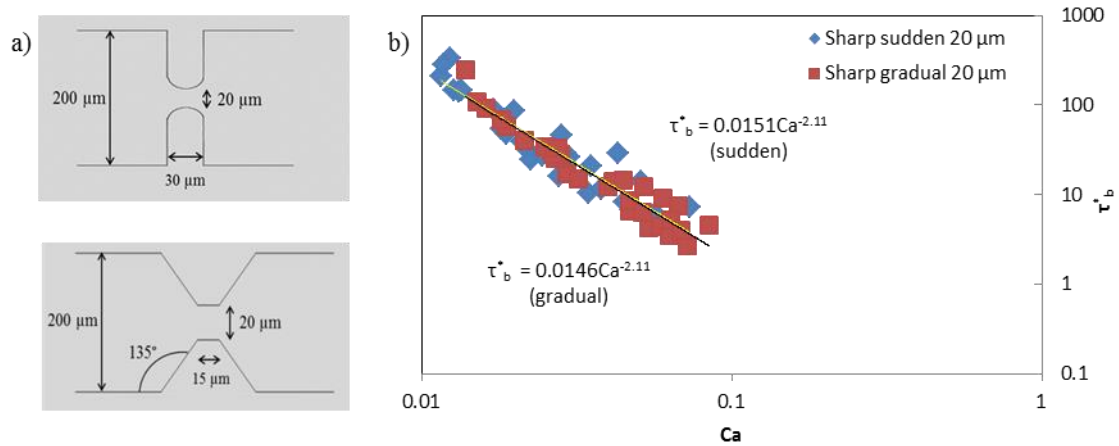 a)
200 µm
20 µm
30 µm
200 µm
20 µm
135°
15 µm
b)
Sharp sudden 20 µm
Sharp gradual 20 µm
τ*b = 0.0151Ca-2.11
(sudden)
τ*b = 0.0146Ca-2.11
(gradual)
1000
100
10
1
0.1
τ*b
0.01
0.1
1
Ca